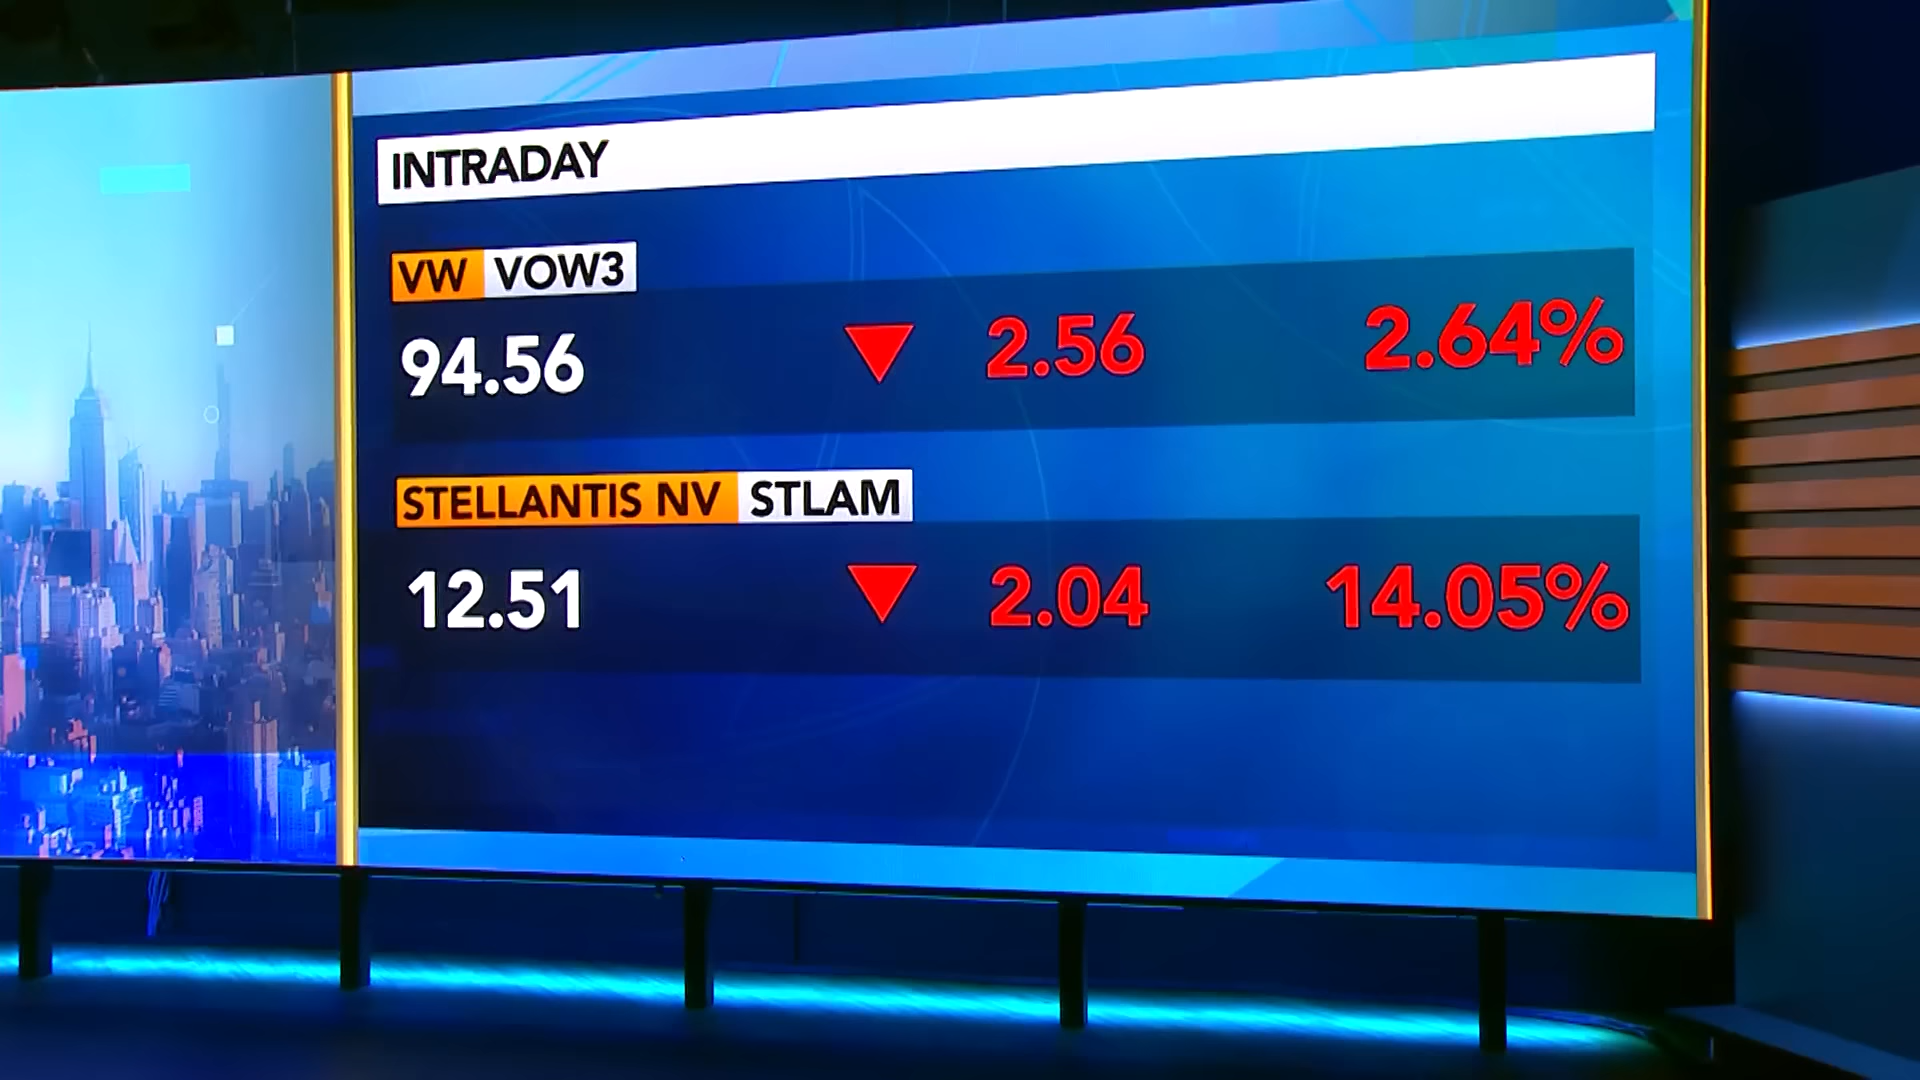 INTRADAY
VW VOW3
94.56 ▼ 2.56 2.64%
STELLANTIS NV STLAM
12.51 ▼ 2.04 14.05%